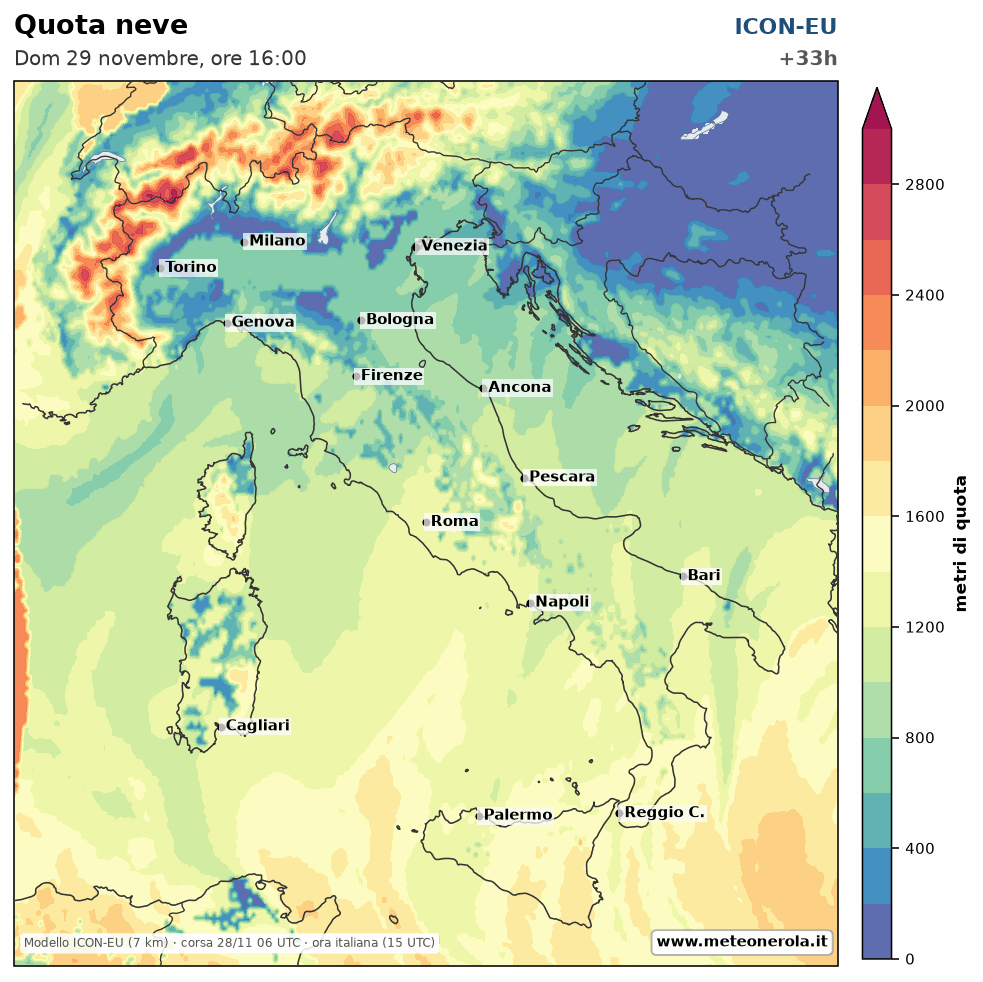 Quota neve
ICON-EU
Dom 29 novembre, ore 16:00
+33h
Milano
Venezia
Torino
Genova
Bologna
Firenze
Ancona
Pescara
Roma
Bari
Napoli
Cagliari
Palermo
Reggio C.
2800
2400
2000
1600
1200
800
400
0
metri di quota
Modello ICON-EU (7 km) · corsa 28/11 06 UTC · ora italiana (15 UTC)
www.meteonerola.it